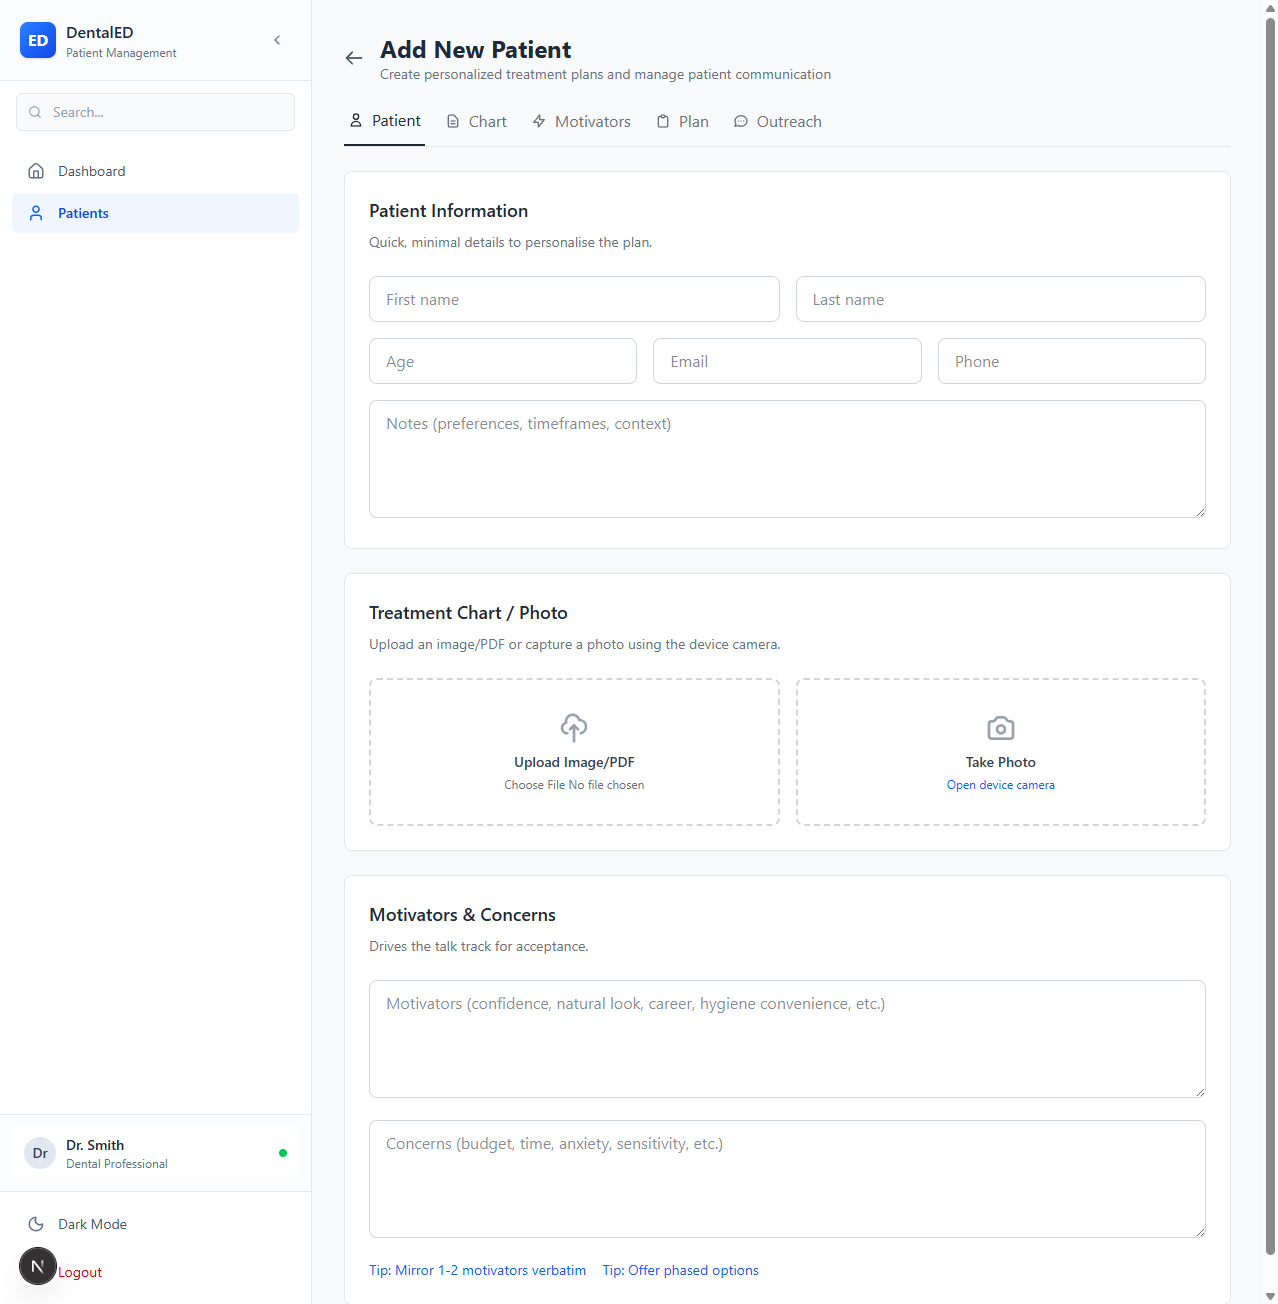 ED
DentalED
Patient Management
Search...
Dashboard
Patients
Dr
Dr. Smith
Dental Professional
Dark Mode
N
Logout
Add New Patient
Create personalized treatment plans and manage patient communication
Patient
Chart
Motivators
Plan
Outreach
Patient Information
Quick, minimal details to personalise the plan.
First name
Last name
Age
Email
Phone
Notes (preferences, timeframes, context)
Treatment Chart / Photo
Upload an image/PDF or capture a photo using the device camera.
Upload Image/PDF
Choose File No file chosen
Take Photo
Open device camera
Motivators & Concerns
Drives the talk track for acceptance.
Motivators (confidence, natural look, career, hygiene convenience, etc.)
Concerns (budget, time, anxiety, sensitivity, etc.)
Tip: Mirror 1-2 motivators verbatim
Tip: Offer phased options